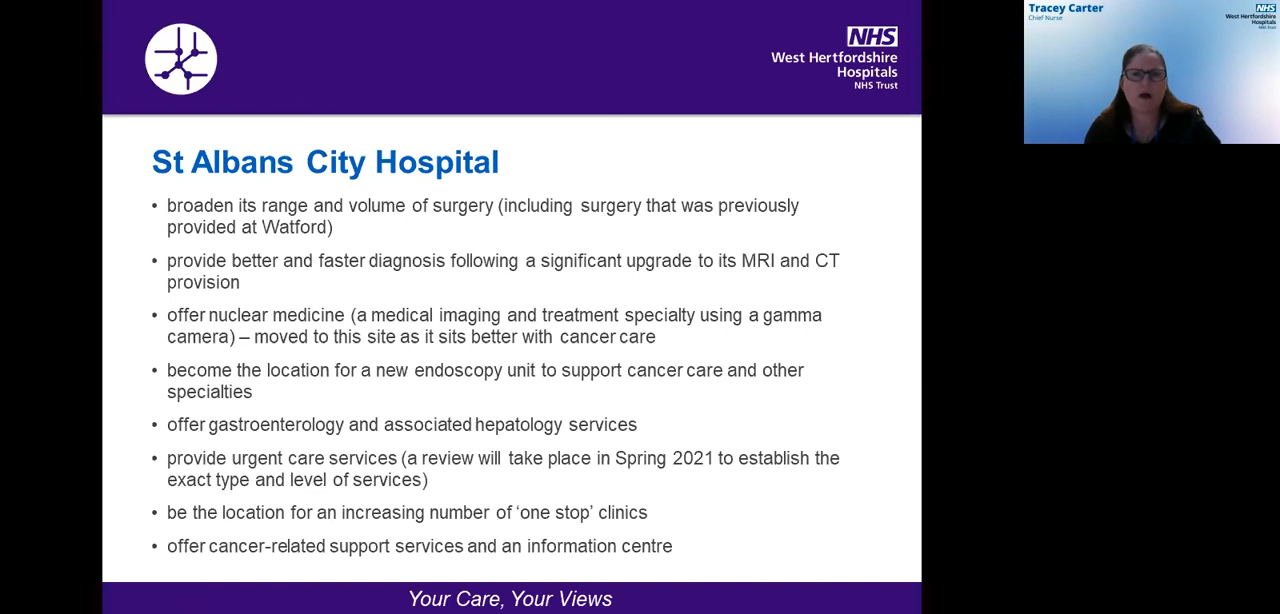 NHS
West Hertfordshire
Hospitals
NHS Trust
St Albans City Hospital
• broaden its range and volume of surgery (including surgery that was previously
provided at Watford)
• provide better and faster diagnosis following a significant upgrade to its MRI and CT
provision
• offer nuclear medicine (a medical imaging and treatment specialty using a gamma
camera) – moved to this site as it sits better with cancer care
• become the location for a new endoscopy unit to support cancer care and other
specialties
• offer gastroenterology and associated hepatology services
• provide urgent care services (a review will take place in Spring 2021 to establish the
exact type and level of services)
• be the location for an increasing number of ‘one stop’ clinics
• offer cancer-related support services and an information centre
Your Care, Your Views
Tracey Carter
Chief Nurse
NHS
West Hertfordshire
Hospitals
NHS Trust